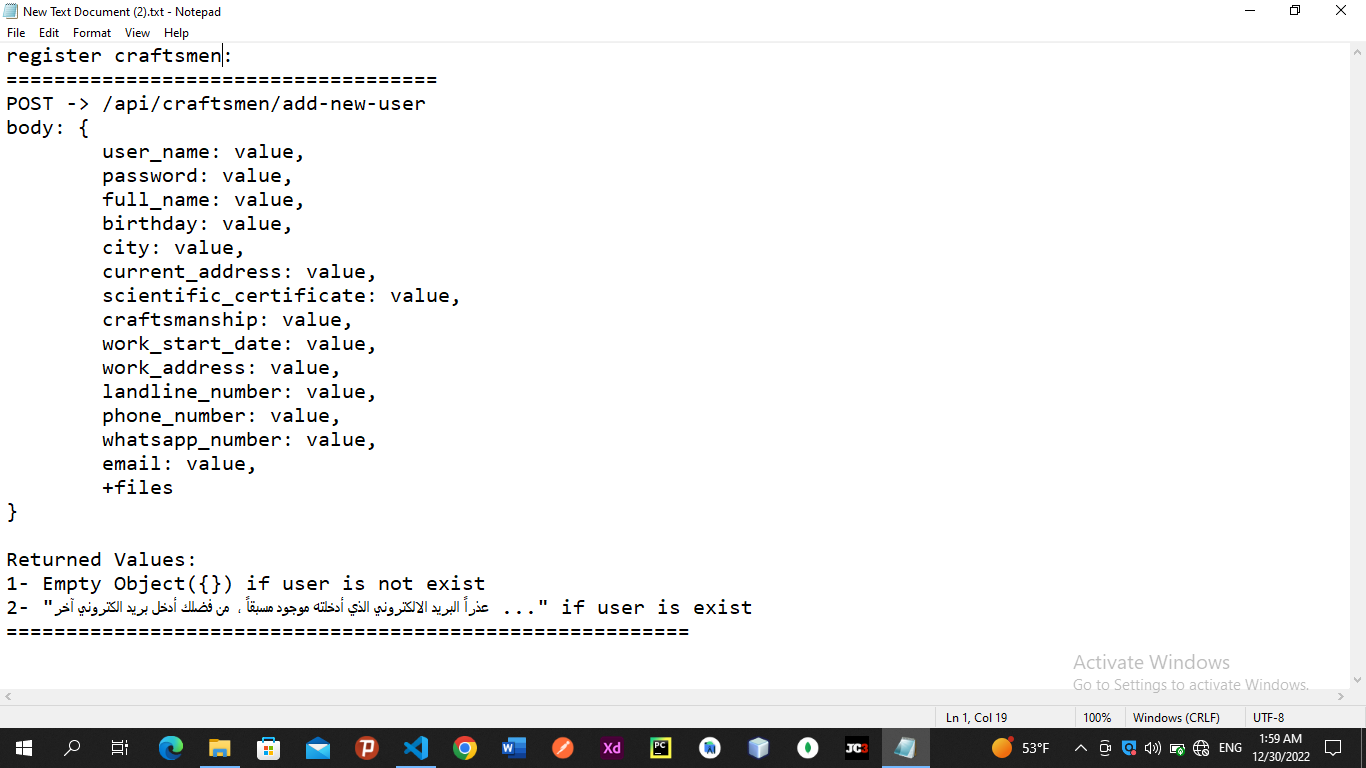 New Text Document (2).txt - Notepad
File Edit Format View Help
register craftsmen:
====================================
POST -> /api/craftsmen/add-new-user
body: {
user_name: value,
password: value,
full_name: value,
birthday: value,
city: value,
current_address: value,
scientific_certificate: value,
craftsmanship: value,
work_start_date: value,
work_address: value,
landline_number: value,
phone_number: value,
whatsapp_number: value,
email: value,
+files
}
Returned Values:
1- Empty Object({}) if user is not exist
2- "عذراً البريد الالكتروني الذي أدخلته موجود مسبقاً ، من فضلك أدخل بريد الكتروني آخر ..." if user is exist
=========================================================
Activate Windows
Go to Settings to activate Windows.
Ln 1, Col 19 100% Windows (CRLF) UTF-8
Xd PC JC3 53°F ENG 1:59 AM
12/30/2022